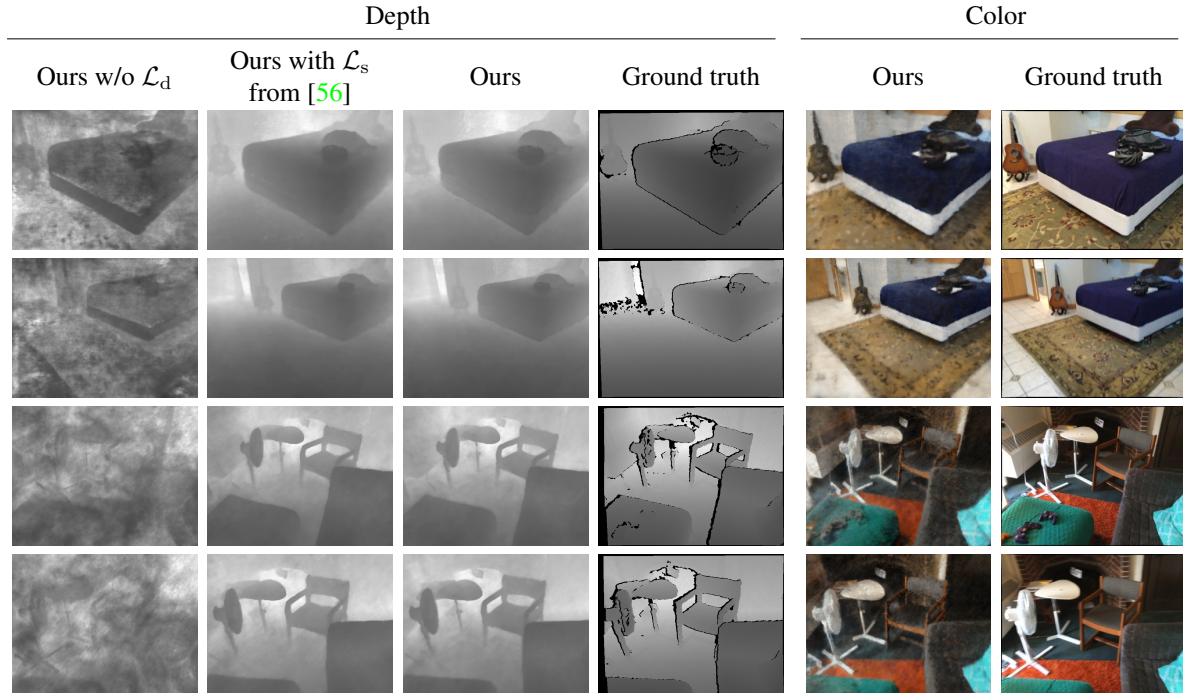 Depth
Color
Ours w/o ℒd
Ours with ℒs
from [56]
Ours
Ground truth
Ours
Ground truth